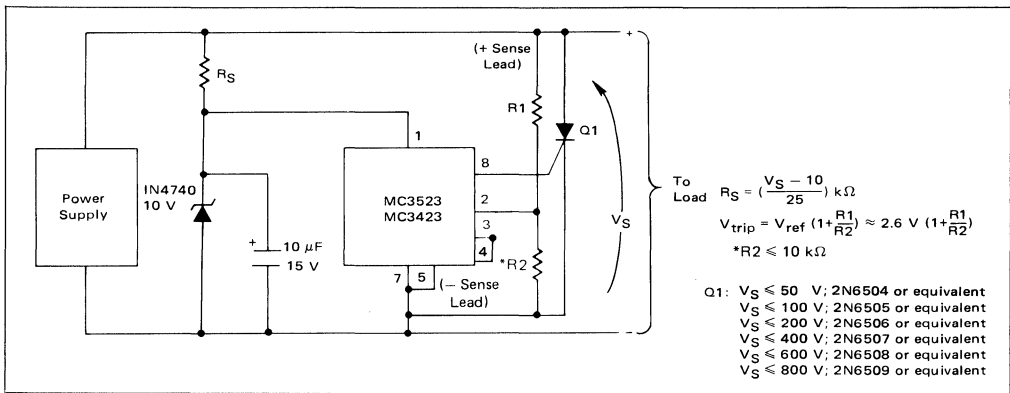 (+ Sense
Lead)
+
RS
R1
Q1
1
8
2
3
4
5
7
Power
Supply
IN4740
10 V
+
10 μF
15 V
MC3523
MC3423
*R2
(– Sense
Lead)
VS
–
To
Load
RS = (VS – 10 / 25) kΩ
Vtrip = Vref (1+R1/R2) ≈ 2.6 V (1+R1/R2)
*R2 ≤ 10 kΩ
Q1: VS ≤ 50 V; 2N6504 or equivalent
VS ≤ 100 V; 2N6505 or equivalent
VS ≤ 200 V; 2N6506 or equivalent
VS ≤ 400 V; 2N6507 or equivalent
VS ≤ 600 V; 2N6508 or equivalent
VS ≤ 800 V; 2N6509 or equivalent